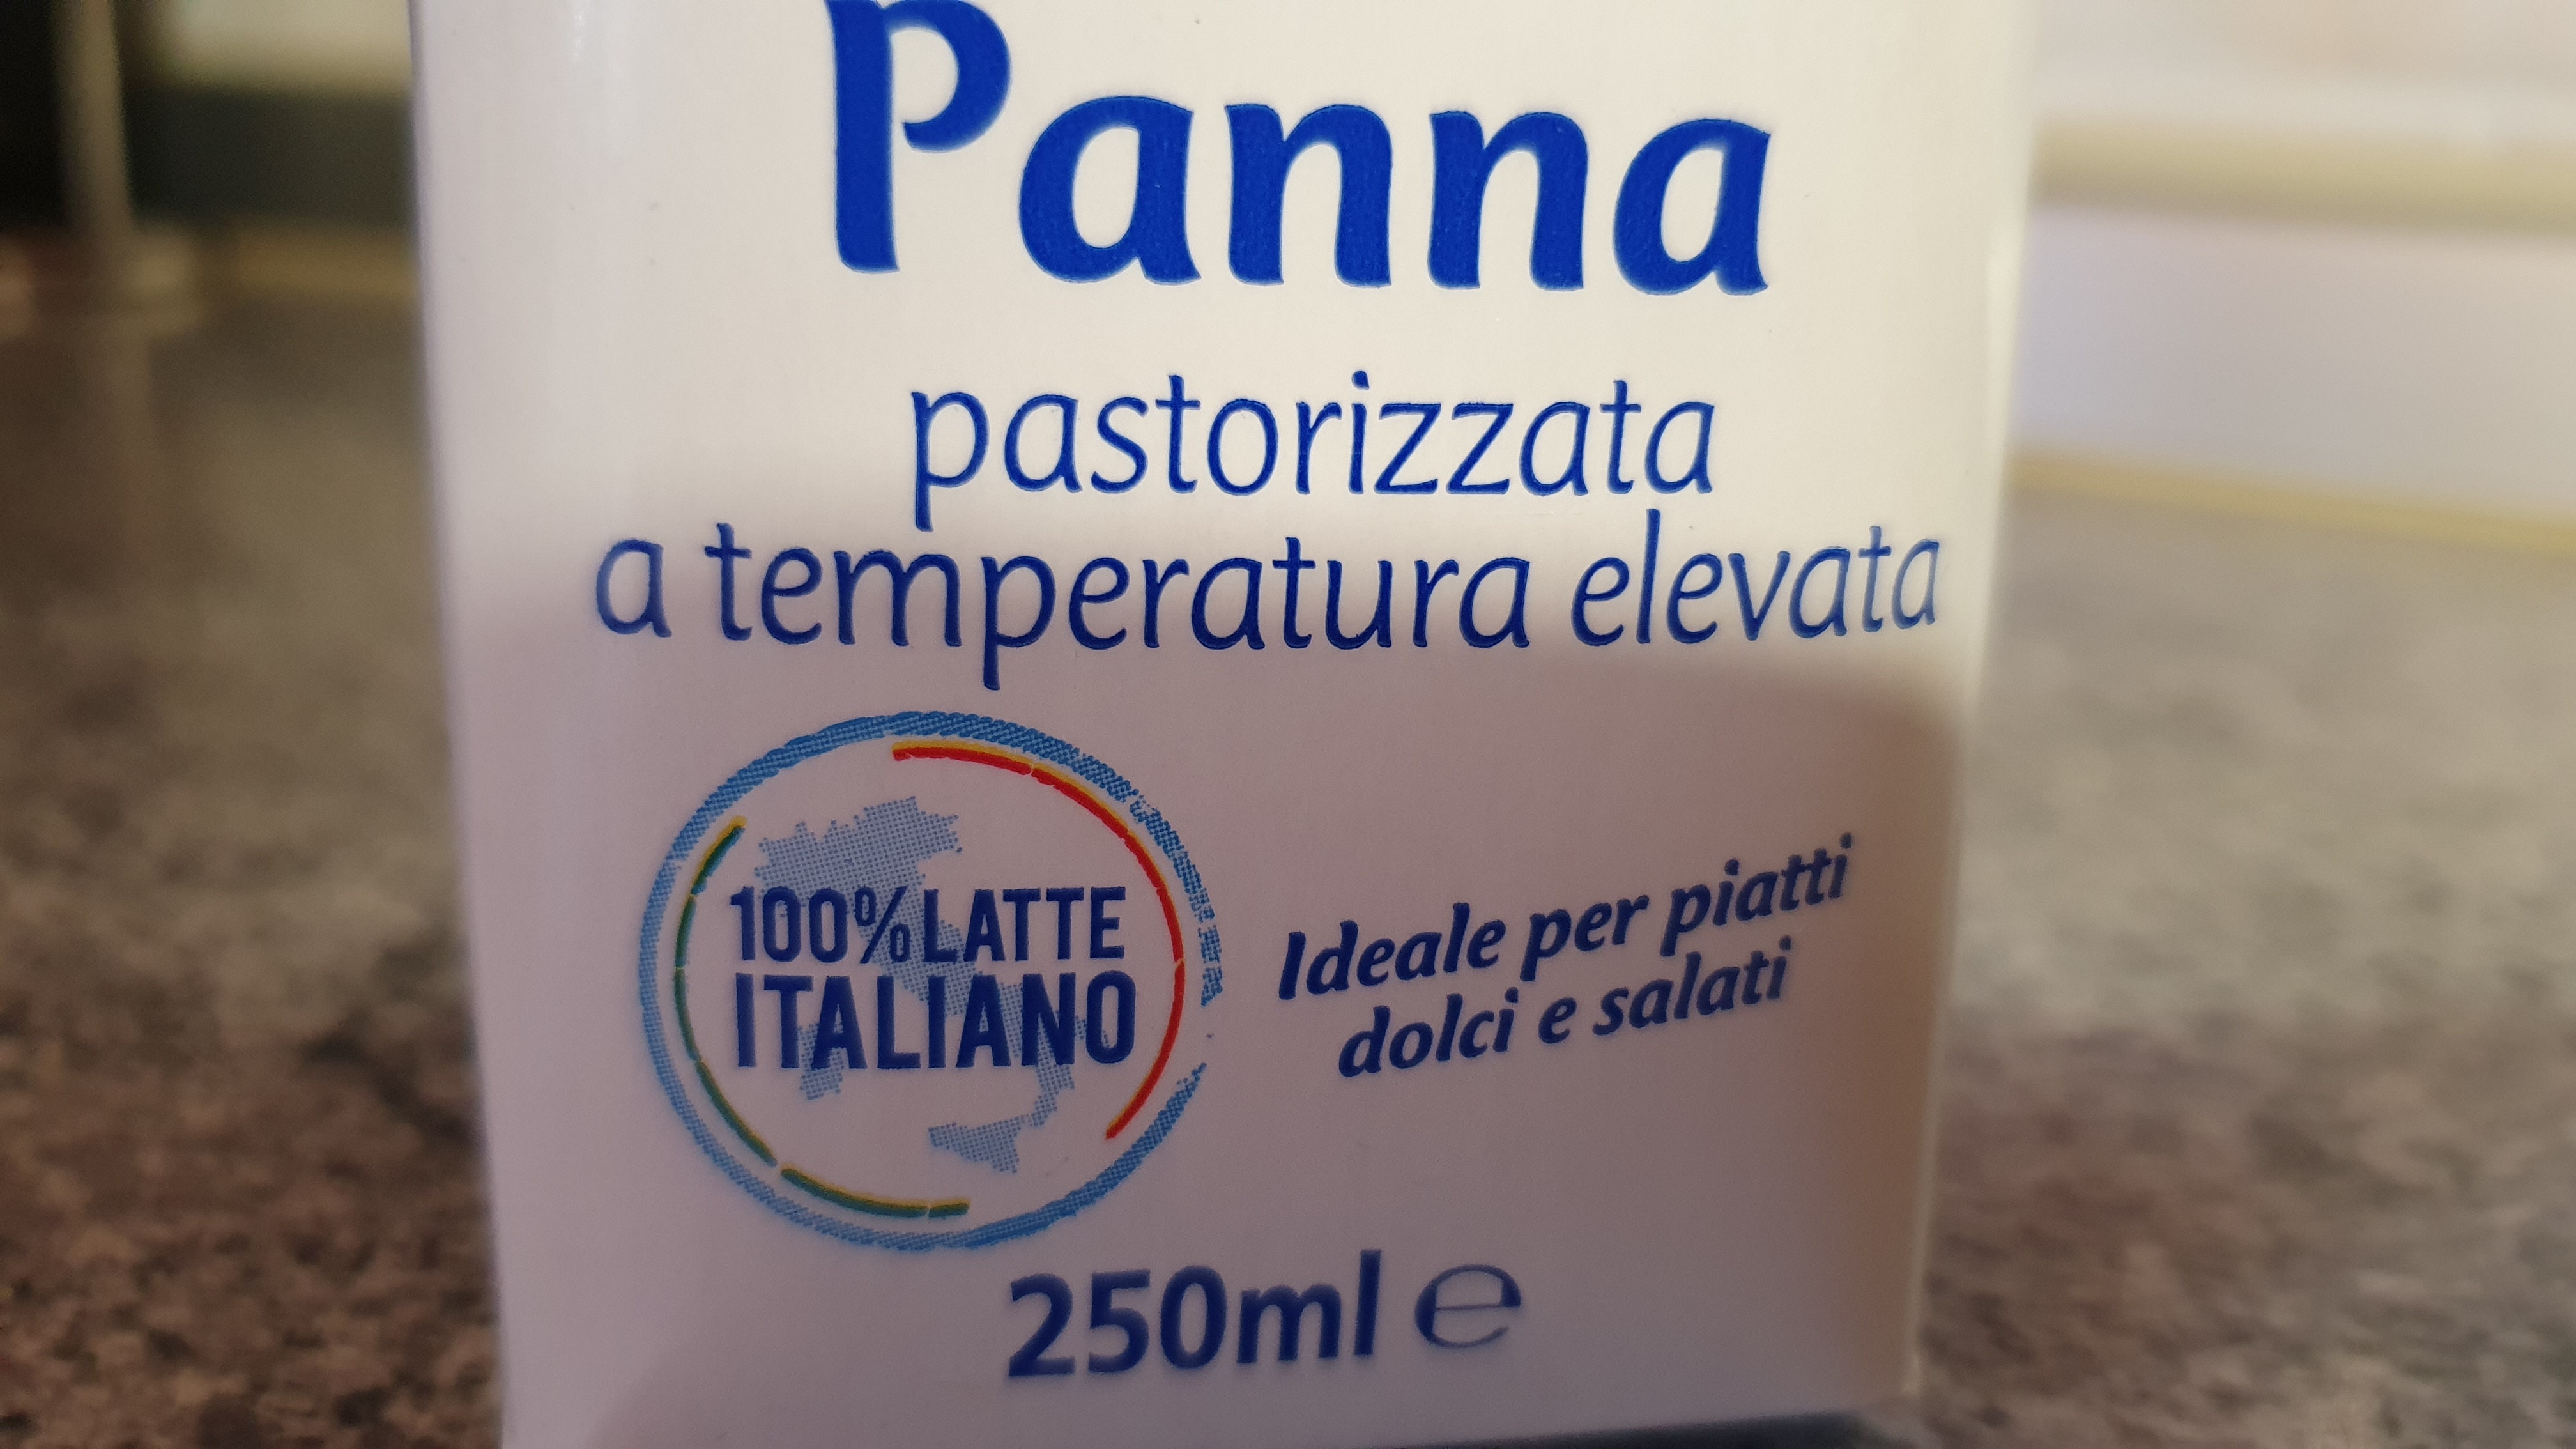 Panna
pastorizzata
a temperatura elevata
100% LATTE
ITALIANO
Ideale per piatti
dolci e salati
250ml ℮